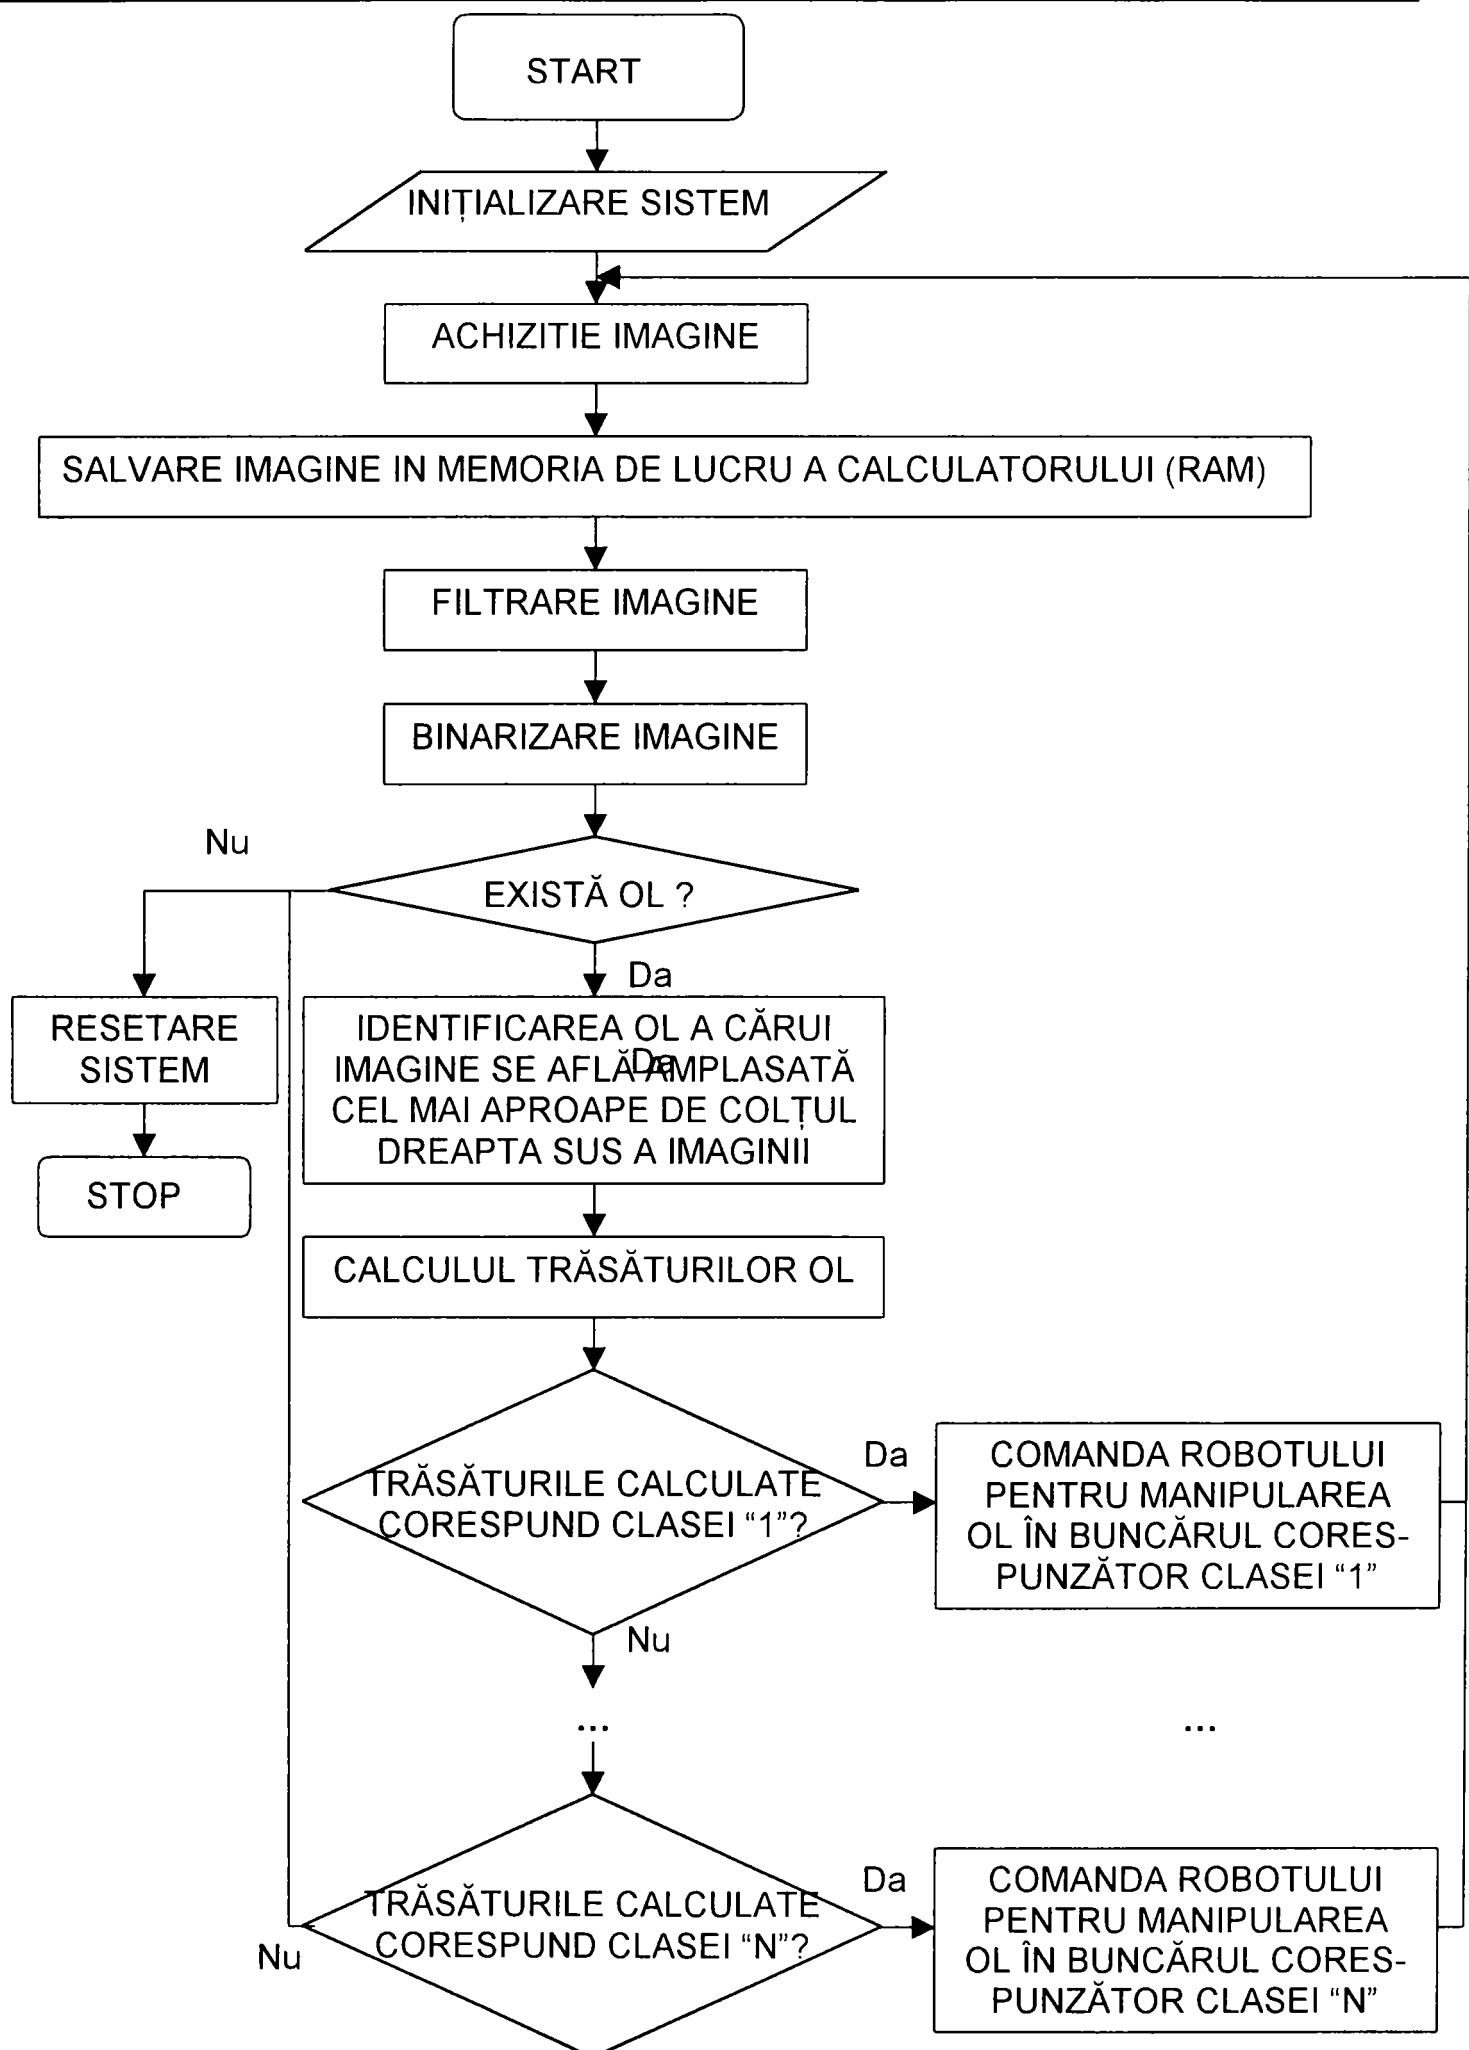 START
INIȚIALIZARE SISTEM
ACHIZITIE IMAGINE
SALVARE IMAGINE IN MEMORIA DE LUCRU A CALCULATORULUI (RAM)
FILTRARE IMAGINE
BINARIZARE IMAGINE
Nu
EXISTĂ OL ?
Da
RESETARE
SISTEM
STOP
IDENTIFICAREA OL A CĂRUI
IMAGINE SE AFLĂ AMPLASATĂ
Da
CEL MAI APROAPE DE COLȚUL
DREAPTA SUS A IMAGINII
CALCULUL TRĂSĂTURILOR OL
TRĂSĂTURILE CALCULATE
CORESPUND CLASEI “1”?
Da
COMANDA ROBOTULUI
PENTRU MANIPULAREA
OL ÎN BUNCĂRUL CORES-
PUNZĂTOR CLASEI “1”
Nu
...
...
TRĂSĂTURILE CALCULATE
CORESPUND CLASEI “N”?
Nu
Da
COMANDA ROBOTULUI
PENTRU MANIPULAREA
OL ÎN BUNCĂRUL CORES-
PUNZĂTOR CLASEI “N”